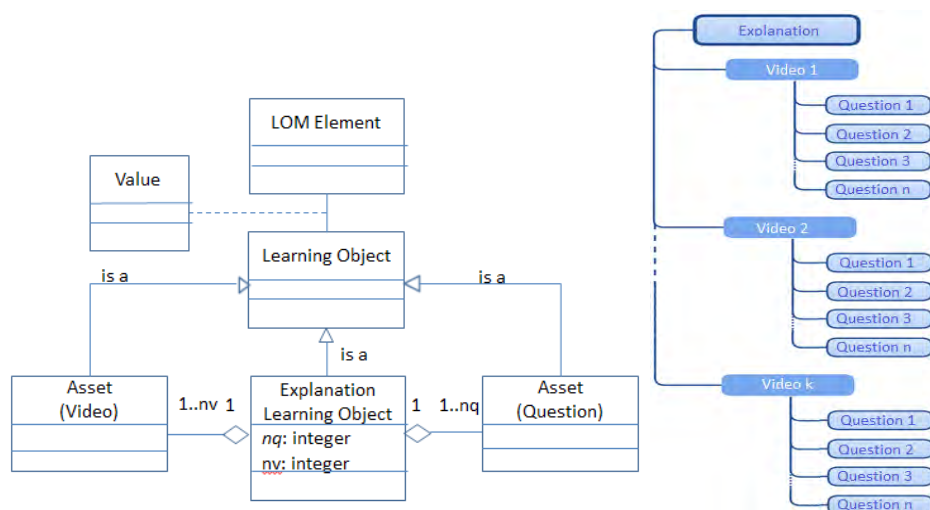 LOM Element
Value
Learning Object
is a
is a
is a
Asset
(Video)
1..nv
1
Explanation
Learning Object
nq: integer
nv: integer
1
1..nq
Asset
(Question)
Explanation
Video 1
Question 1
Question 2
Question 3
Question n
Video 2
Question 1
Question 2
Question 3
Question n
Video k
Question 1
Question 2
Question 3
Question n